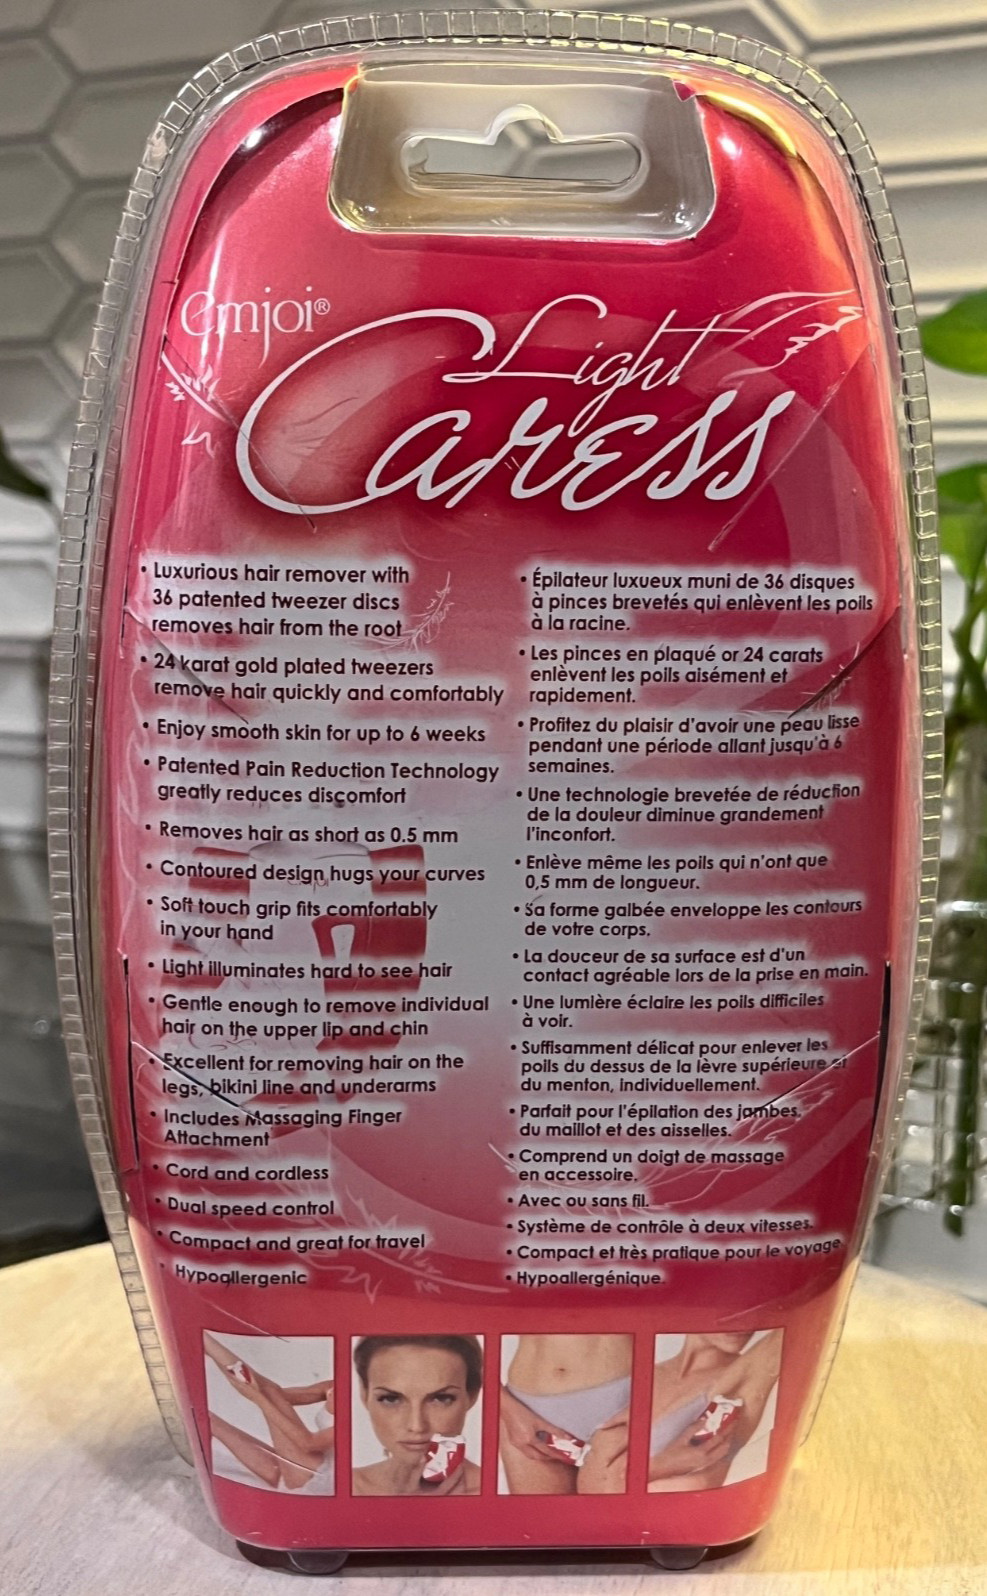 emjoi®
Light
Caress
• Luxurious hair remover with
36 patented tweezer discs
removes hair from the root
• 24 karat gold plated tweezers
remove hair quickly and comfortably
• Enjoy smooth skin for up to 6 weeks
• Patented Pain Reduction Technology
greatly reduces discomfort
• Removes hair as short as 0.5 mm
• Contoured design hugs your curves
• Soft touch grip fits comfortably
in your hand
• Light illuminates hard to see hair
• Gentle enough to remove individual
hair on the upper lip and chin
• Excellent for removing hair on the
legs, bikini line and underarms
• Includes Massaging Finger
Attachment
• Cord and cordless
• Dual speed control
• Compact and great for travel
• Hypoallergenic
• Épilateur luxueux muni de 36 disques
à pinces brevetés qui enlèvent les poils
à la racine.
• Les pinces en plaqué or 24 carats
enlèvent les poils aisément et
rapidement.
• Profitez du plaisir d'avoir une peau lisse
pendant une période allant jusqu'à 6
semaines.
• Une technologie brevetée de réduction
de la douleur diminue grandement
l'inconfort.
• Enlève même les poils qui n'ont que
0,5 mm de longueur.
• Sa forme galbée enveloppe les contours
de votre corps.
• La douceur de sa surface est d'un
contact agréable lors de la prise en main.
• Une lumière éclaire les poils difficiles
à voir.
• Suffisamment délicat pour enlever les
poils du dessus de la lèvre supérieure et
du menton, individuellement.
• Parfait pour l'épilation des jambes,
du maillot et des aisselles.
• Comprend un doigt de massage
en accessoire.
• Avec ou sans fil.
• Système de contrôle à deux vitesses.
• Compact et très pratique pour le voyage
• Hypoallergénique.